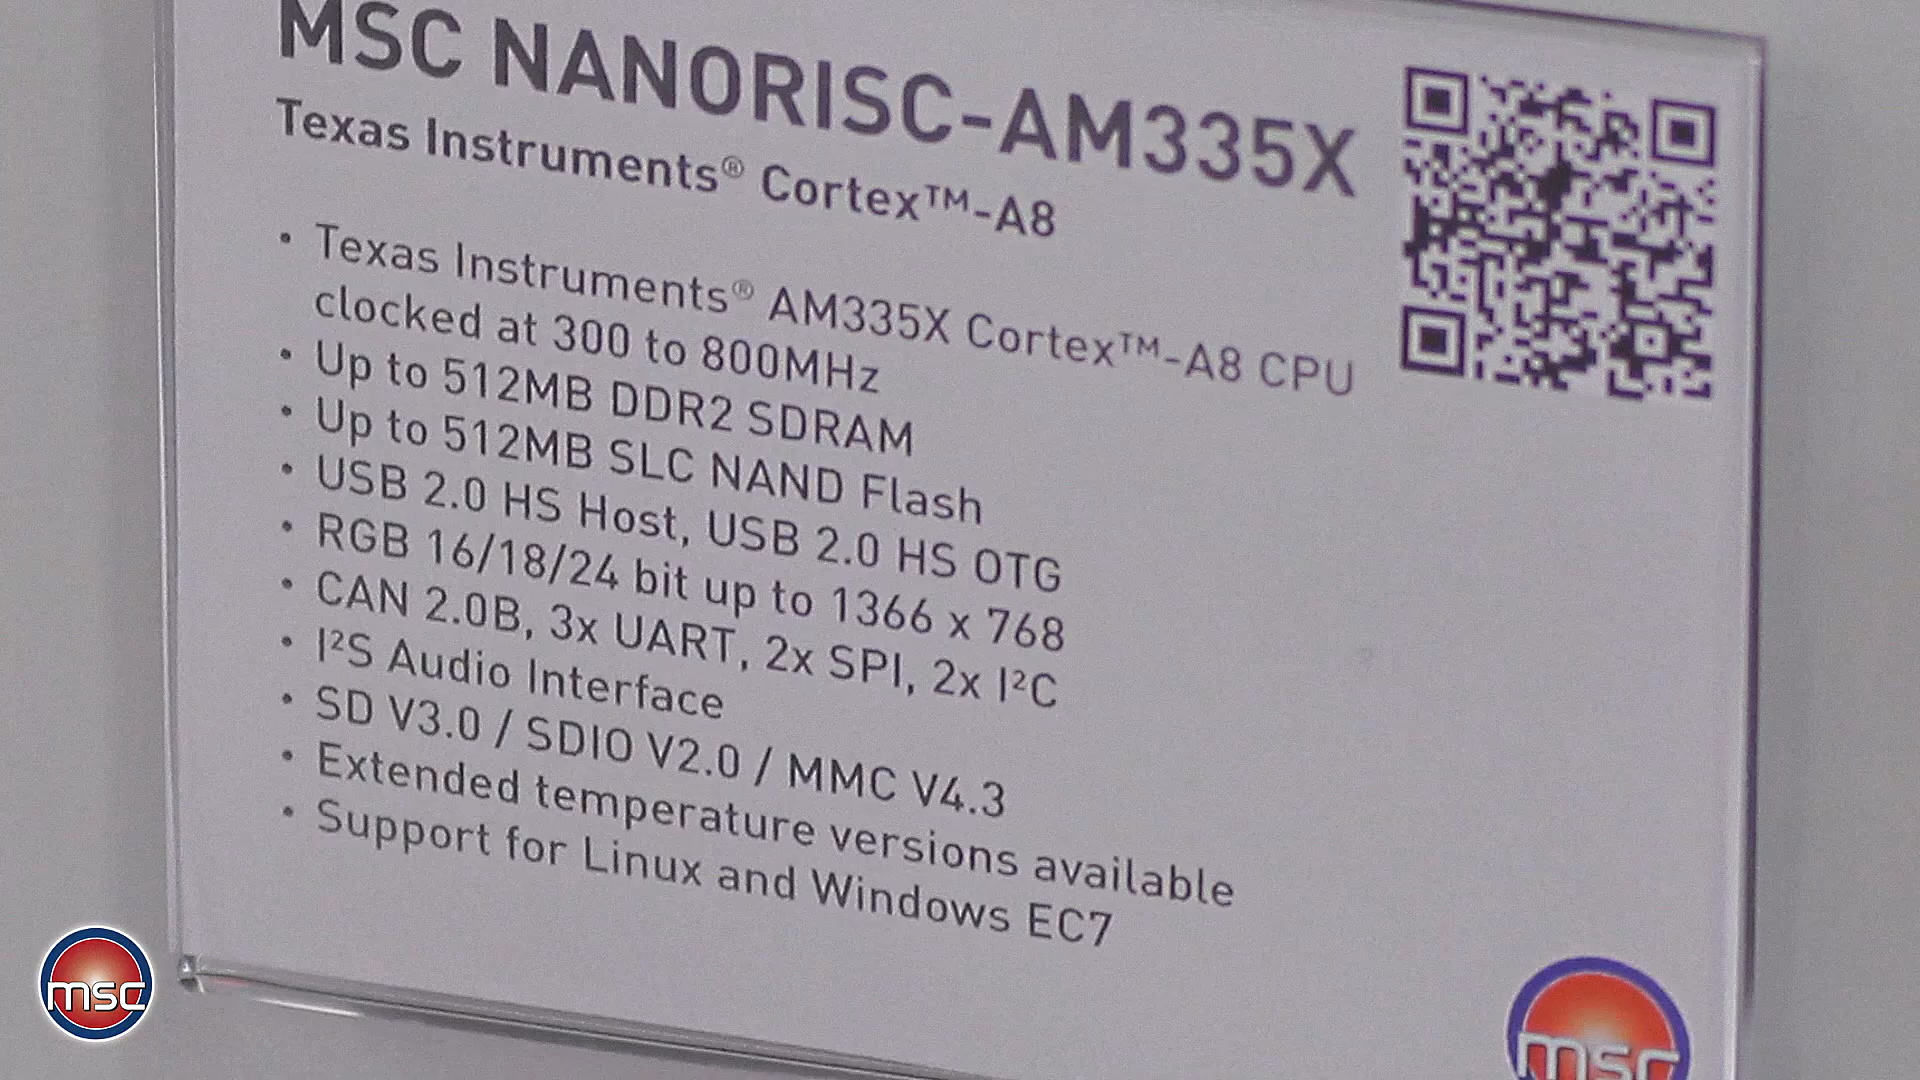 MSC NANORISC-AM335X
Texas Instruments® Cortex™-A8
• Texas Instruments® AM335X Cortex™-A8 CPU
clocked at 300 to 800MHz
• Up to 512MB DDR2 SDRAM
• Up to 512MB SLC NAND Flash
• USB 2.0 HS Host, USB 2.0 HS OTG
• RGB 16/18/24 bit up to 1366 x 768
• CAN 2.0B, 3x UART, 2x SPI, 2x I²C
• I²S Audio Interface
• SD V3.0 / SDIO V2.0 / MMC V4.3
• Extended temperature versions available
• Support for Linux and Windows EC7
msc
msc